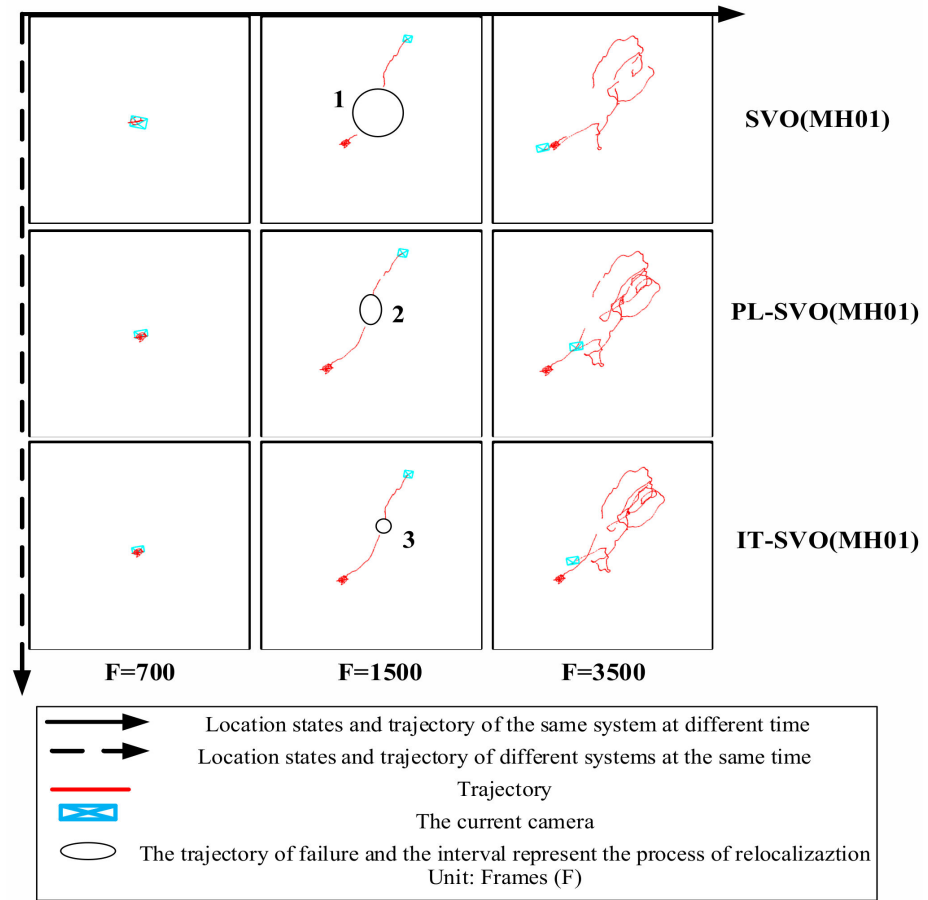 1
SVO(MH01)
2
PL-SVO(MH01)
3
IT-SVO(MH01)
F=700
F=1500
F=3500
Location states and trajectory of the same system at different time
Location states and trajectory of different systems at the same time
Trajectory
The current camera
The trajectory of failure and the interval represent the process of relocalizaztion
Unit: Frames (F)